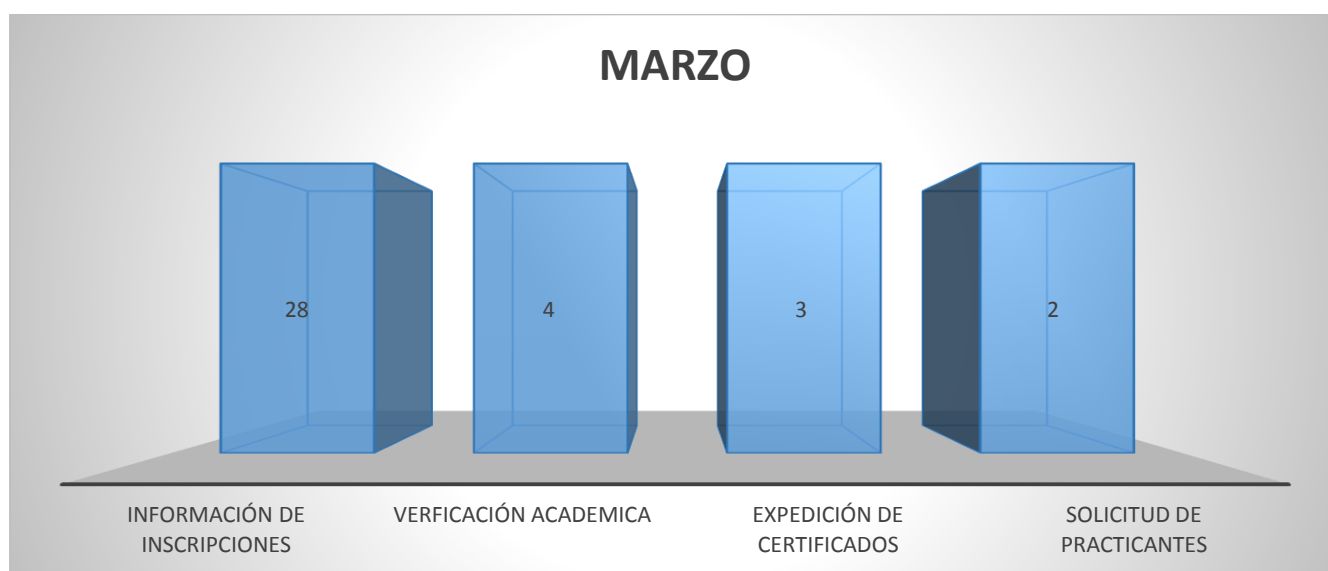 MARZO
28
4
3
2
INFORMACIÓN DE
INSCRIPCIONES
VERFICACIÓN ACADEMICA
EXPEDICIÓN DE
CERTIFICADOS
SOLICITUD DE
PRACTICANTES